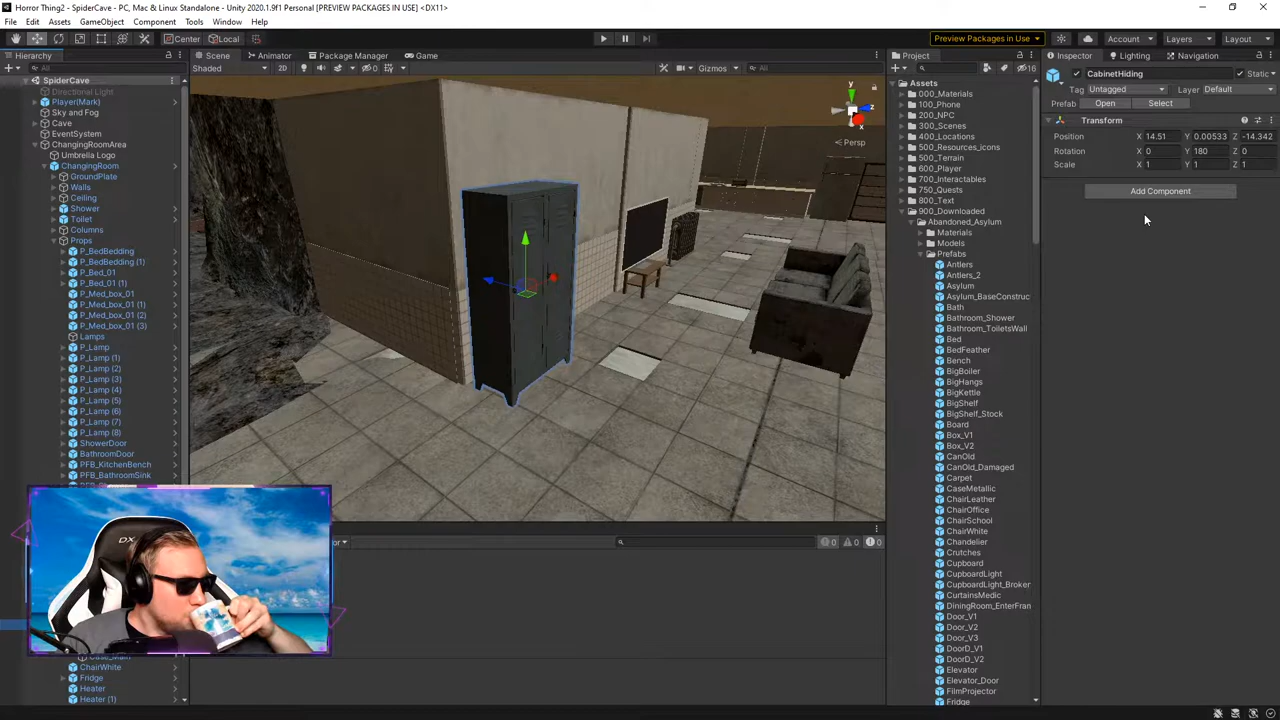 Horror Thing2 - SpiderCave - PC, Mac & Linux Standalone - Unity 2020.1.9f1 Personal [PREVIEW PACKAGES IN USE] <DX11>
File Edit Assets GameObject Component Tools Window Help
Center Local Preview Packages in Use Account Layers Layout
Hierarchy Scene Animator Package Manager Game Project Inspector Lighting Navigation
All Shaded 2D 0 Gizmos All 16 CabinetHiding Static
SpiderCave
Directional Light
Player(Mark)
Sky and Fog
Cave
EventSystem
ChangingRoomArea
Umbrella Logo
ChangingRoom
GroundPlate
Walls
Ceiling
Shower
Toilet
Columns
Props
P_BedBedding
P_BedBedding (1)
P_Bed_01
P_Bed_01 (1)
P_Med_box_01
P_Med_box_01 (1)
P_Med_box_01 (2)
P_Med_box_01 (3)
Lamps
P_Lamp
P_Lamp (1)
P_Lamp (2)
P_Lamp (3)
P_Lamp (4)
P_Lamp (5)
P_Lamp (6)
P_Lamp (7)
P_Lamp (8)
ShowerDoor
BathroomDoor
PFB_KitchenBench
PFB_BathroomSink
ChairWhite
Fridge
Heater
Heater (1)
y
z
x
Persp
DX
0 0 0
Assets
000_Materials
100_Phone
200_NPC
300_Scenes
400_Locations
500_Resources_icons
500_Terrain
600_Player
700_Interactables
750_Quests
800_Text
900_Downloaded
Abandoned_Asylum
Materials
Models
Prefabs
Antlers
Antlers_2
Asylum
Asylum_BaseConstruc
Bath
Bathroom_Shower
Bathroom_ToiletsWall
Bed
BedFeather
Bench
BigBoiler
BigHangs
BigKettle
BigShelf
BigShelf_Stock
Board
Box_V1
Box_V2
CanOld
CanOld_Damaged
Carpet
CaseMetallic
ChairLeather
ChairOffice
ChairSchool
ChairWhite
Chandelier
Crutches
Cupboard
CupboardLight
CupboardLight_Broken
CurtainsMedic
DiningRoom_EnterFran
Door_V1
Door_V2
Door_V3
DoorD_V1
DoorD_V2
Elevator
Elevator_Door
FilmProjector
Fridge
Tag Untagged Layer Default
Prefab Open Select
Transform
Position X 14.51 Y 0.00533 Z -14.342
Rotation X 0 Y 180 Z 0
Scale X 1 Y 1 Z 1
Add Component